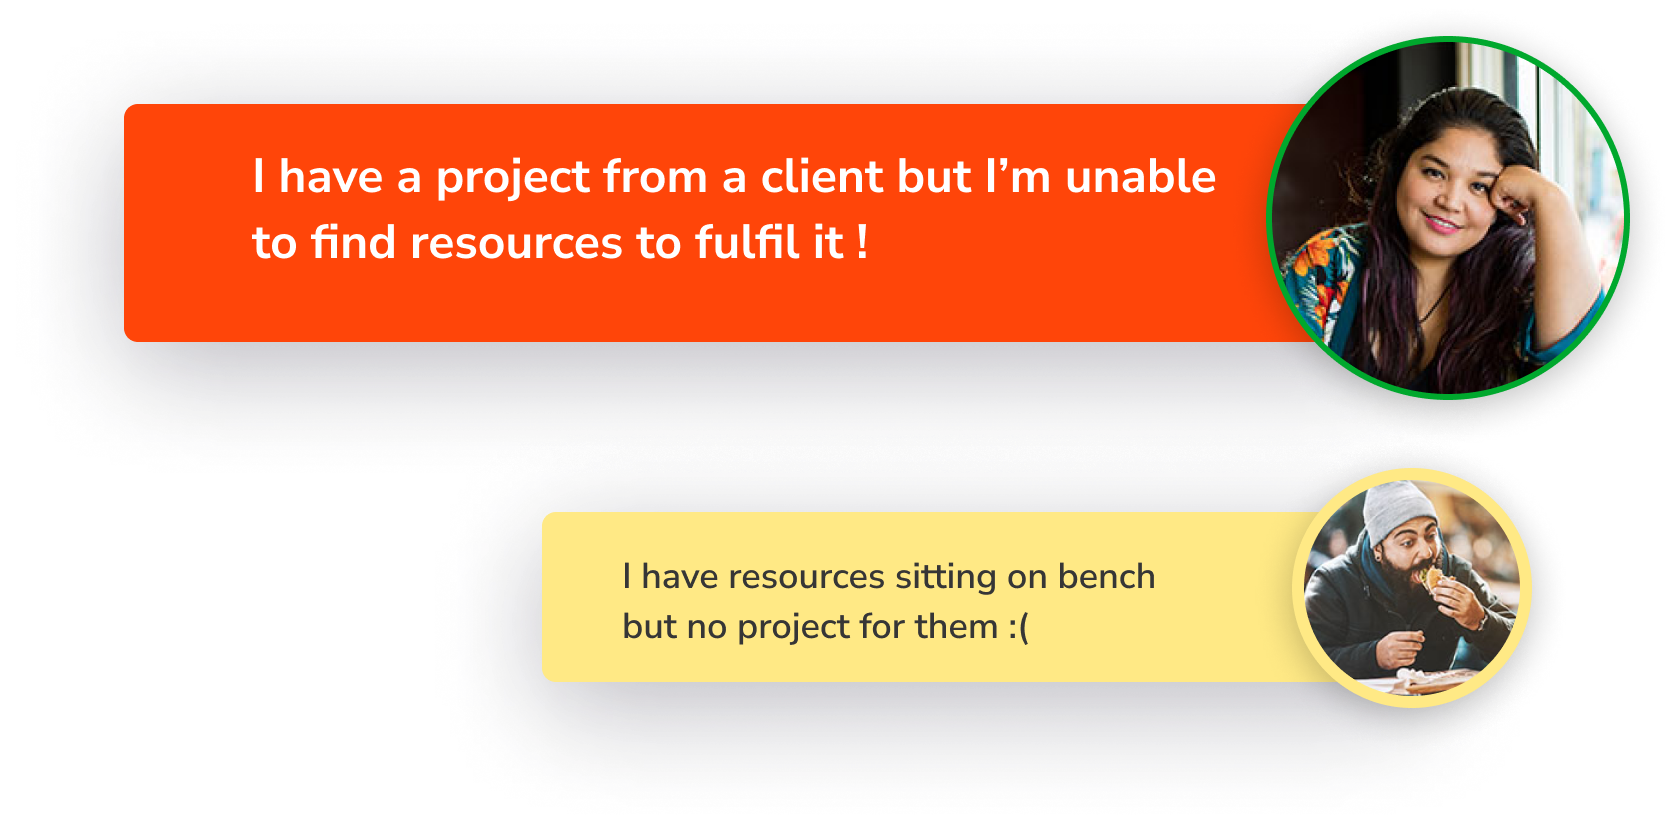 I have a project from a client but I’m unable
to find resources to fulfil it !
I have resources sitting on bench
but no project for them :(